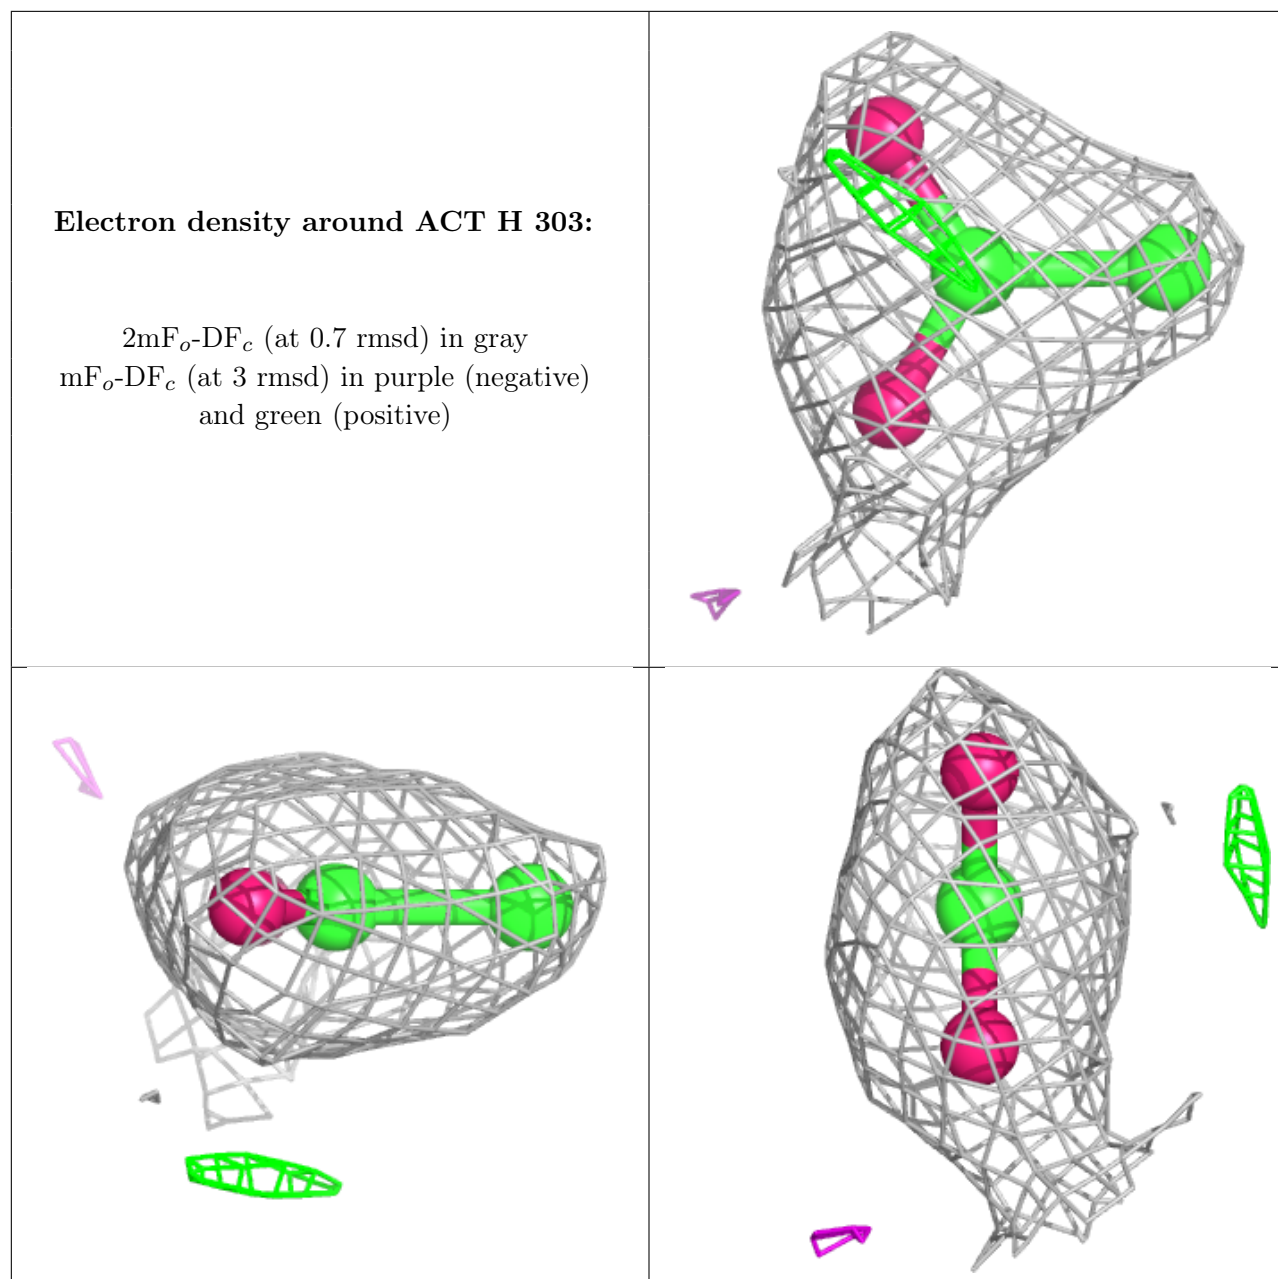 Electron density around ACT H 303:
2mFo-DFc (at 0.7 rmsd) in gray
mFo-DFc (at 3 rmsd) in purple (negative)
and green (positive)